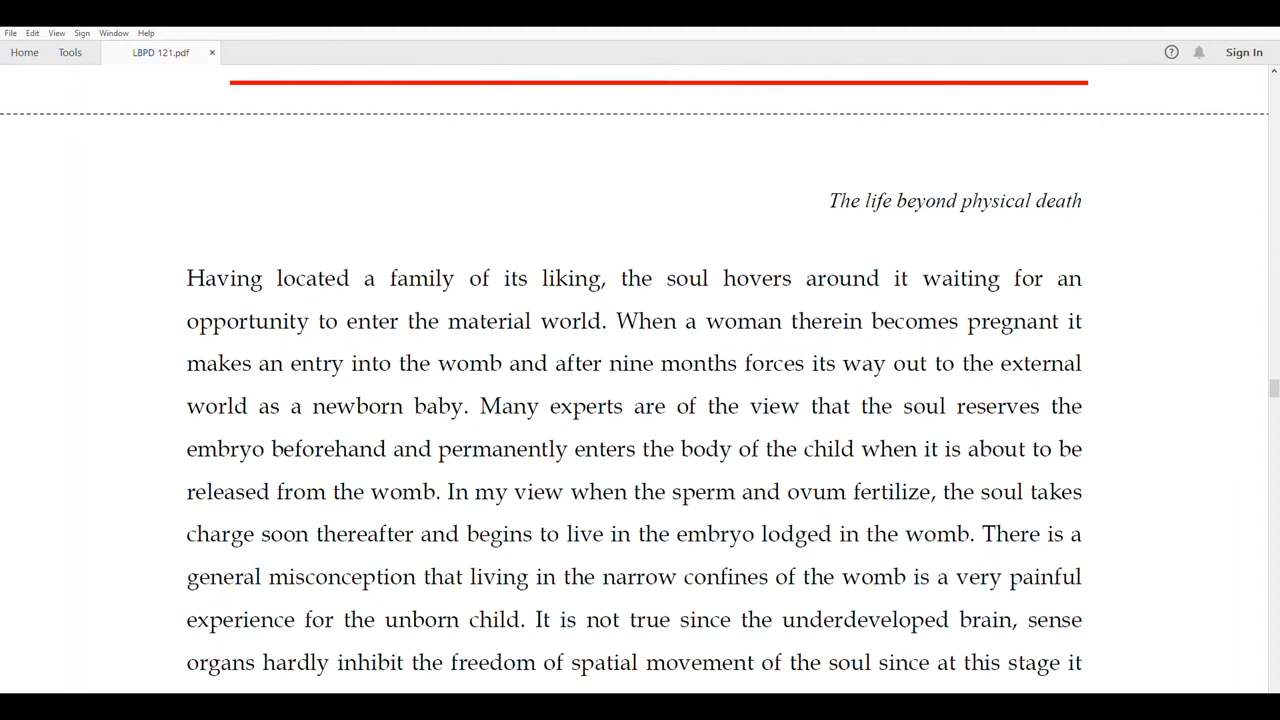 File Edit View Sign Window Help
Home Tools LBPD 121.pdf × ? Sign In
The life beyond physical death
Having located a family of its liking, the soul hovers around it waiting for an
opportunity to enter the material world. When a woman therein becomes pregnant it
makes an entry into the womb and after nine months forces its way out to the external
world as a newborn baby. Many experts are of the view that the soul reserves the
embryo beforehand and permanently enters the body of the child when it is about to be
released from the womb. In my view when the sperm and ovum fertilize, the soul takes
charge soon thereafter and begins to live in the embryo lodged in the womb. There is a
general misconception that living in the narrow confines of the womb is a very painful
experience for the unborn child. It is not true since the underdeveloped brain, sense
organs hardly inhibit the freedom of spatial movement of the soul since at this stage it